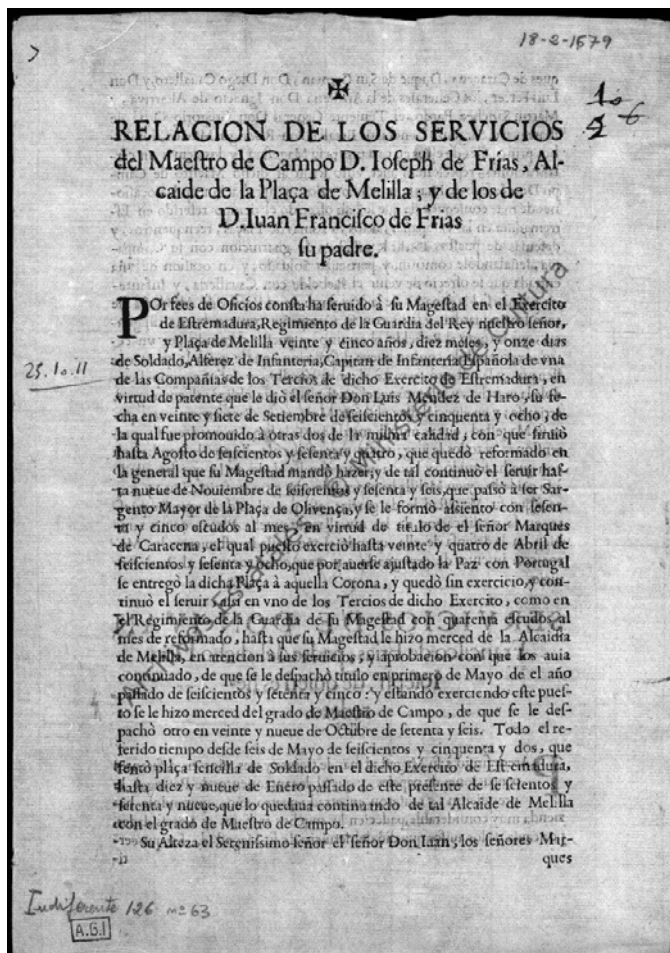 18-2-1679
1
2
6
✠
RELACION DE LOS SERVICIOS
del Maestro de Campo D. Ioseph de Frias, Al-
caide de la Plaça de Melilla; y de los de
D. Iuan Francisco de Frias
su padre.
POr fees de Oficios consta ha seruido à su Magestad en el Exercito
de Estremadura, Regimiento de la Guardia del Rey nuestro señor,
y Plaça de Melilla veinte y cinco años, diez meses, y onze dias
25.10.11
de Soldado, Alferez de Infanteria, Capitan de Infanteria Española de vna
de las Compañias de los Tercios de dicho Exercito de Estremadura, en
virtud de patente que le diò el señor Don Luis Mendez de Haro, su fe-
cha en veinte y siete de Setiembre de seiscientos y cinquenta y ocho, de
la qual fue promouido à otras dos de la misma calidad, con que siruiò
hasta Agosto de seiscientos y sesenta y quatro, que quedò reformado en
la general que su Magestad mandò hazer, y de tal continuò el seruir has-
ta nueue de Nouiembre de seiscientos y sesenta y seis, que passò à ser Sar-
gento Mayor de la Plaça de Oliuença, y se le formò assiento con sesen-
ta y cinco escudos al mes, en virtud de titulo de el señor Marques
de Caracena, el qual puesto exerciò hasta veinte y quatro de Abril de
seiscientos y sesenta y ocho, que por auerse ajustado la Paz con Portugal
se entregò la dicha Plaça à aquella Corona, y quedò sin exercicio, y con-
tinuò el seruir, assi en vno de los Tercios de dicho Exercito, como en
el Regimiento de la Guardia de su Magestad con quarenta escudos al
mes de reformado, hasta que su Magestad le hizo merced de la Alcaidia
de Melilla, en atencion à sus seruicios, y aprobacion con que los auia
continuado, de que se le despachò titulo en primero de Mayo de el año
passado de seiscientos y setenta y cinco: y estando exerciendo este pues-
to se le hizo merced del grado de Maestro de Campo, de que se le des-
pachò otro en veinte y nueue de Octubre de setenta y seis. Todo el re-
ferido tiempo desde seis de Mayo de seiscientos y cinquenta y dos, que
sentò plaça sencilla de Soldado en el dicho Exercito de Estremadura,
hasta diez y nueue de Enero passado de este presente de seiscientos y
setenta y nueue, que lo quedaua continuando de tal Alcaide de Melilla
con el grado de Maestro de Campo.
Su Alteza el Serenissimo señor el señor Don Iuan; los señores Mar-
ques
Indiferente 126 nº 63
A.G.I